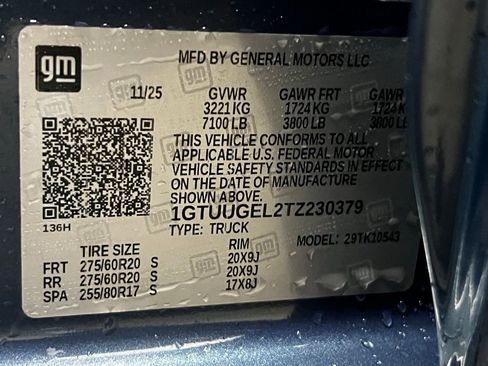 gm
MFD BY GENERAL MOTORS LLC
11/25 GVWR GAWR FRT GAWR
3221 KG 1724 KG 1724 K
7100 LB 3800 LB 3800 LB
THIS VEHICLE CONFORMS TO ALL
APPLICABLE U.S. FEDERAL MOTOR
VEHICLE SAFETY STANDARDS IN EFFECT
ON THE DATE OF MANUFACTURE
SHOWN ABOVE.
1GTUUGEL2TZ230379
136H TYPE: TRUCK MODEL: 29TK10543
TIRE SIZE RIM
FRT 275/60R20 S 20X9J
RR 275/60R20 S 20X9J
SPA 255/80R17 S 17X8J